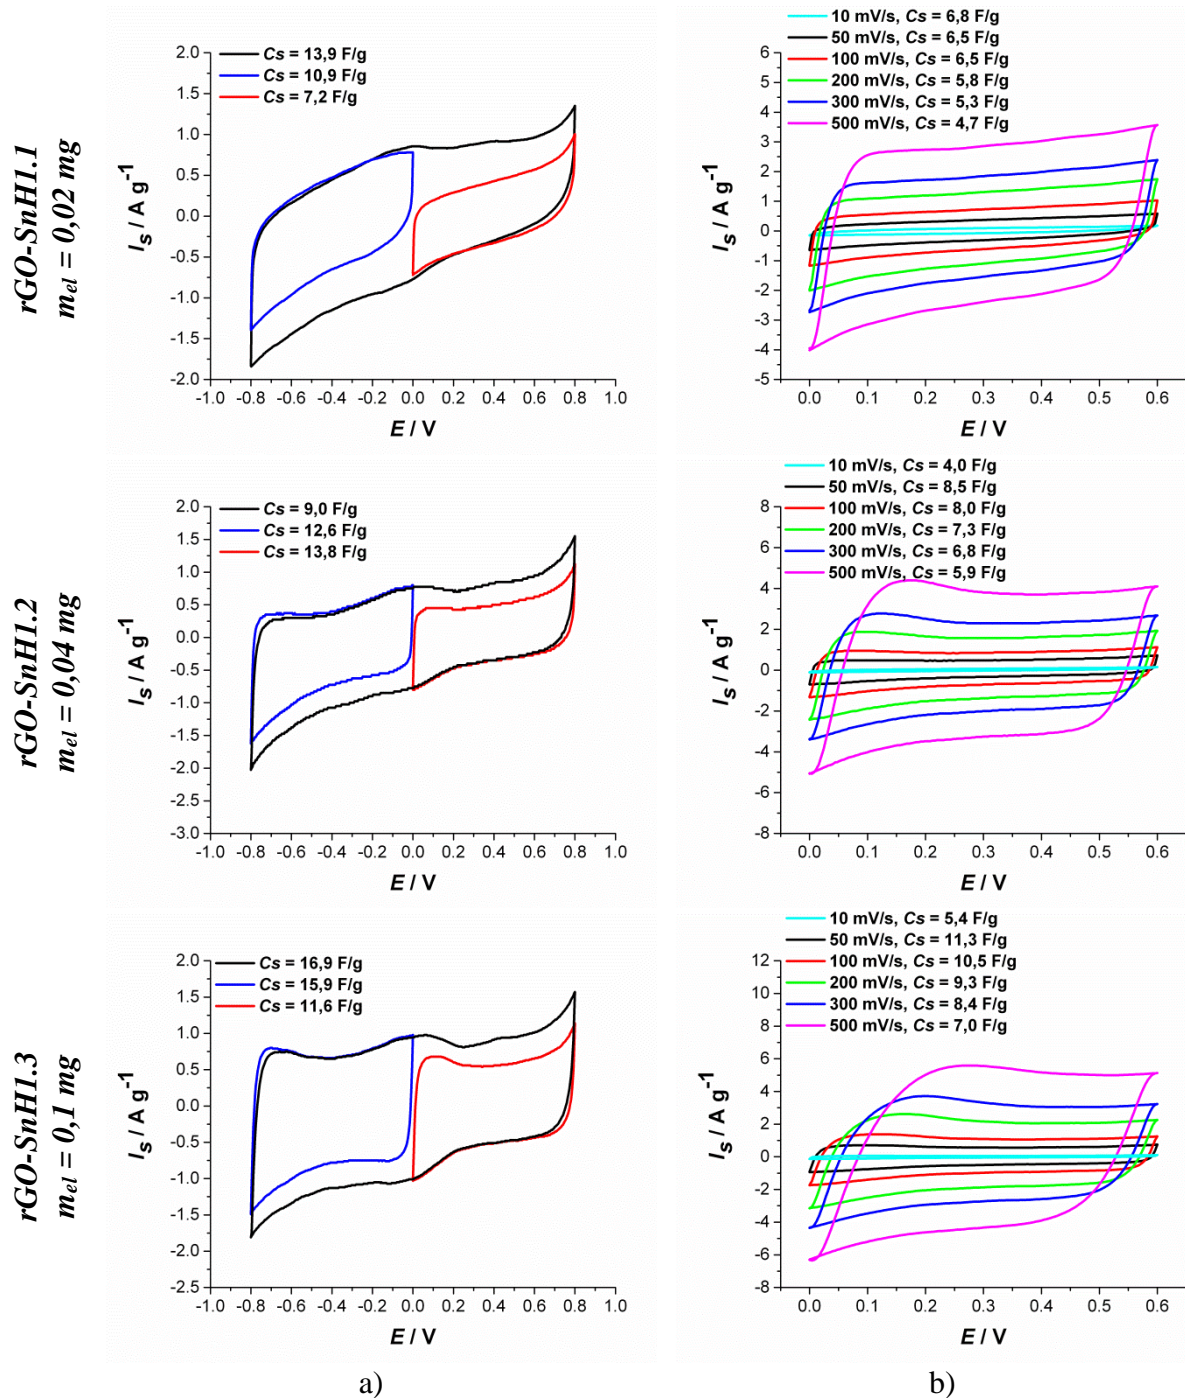 rGO-SnH1.1
m_el = 0,02 mg
Cs = 13,9 F/g
Cs = 10,9 F/g
Cs = 7,2 F/g
2.0
1.5
1.0
0.5
0.0
-0.5
-1.0
-1.5
-2.0
I_S / A g⁻¹
-1.0 -0.8 -0.6 -0.4 -0.2 0.0 0.2 0.4 0.6 0.8 1.0
E / V
10 mV/s, Cs = 6,8 F/g
50 mV/s, Cs = 6,5 F/g
100 mV/s, Cs = 6,5 F/g
200 mV/s, Cs = 5,8 F/g
300 mV/s, Cs = 5,3 F/g
500 mV/s, Cs = 4,7 F/g
6
5
4
3
2
1
0
-1
-2
-3
-4
-5
I_S / A g⁻¹
0.0 0.1 0.2 0.3 0.4 0.5 0.6
E / V
rGO-SnH1.2
m_el = 0,04 mg
Cs = 9,0 F/g
Cs = 12,6 F/g
Cs = 13,8 F/g
2.0
1.5
1.0
0.5
0.0
-0.5
-1.0
-1.5
-2.0
-2.5
-3.0
I_S / A g⁻¹
-1.0 -0.8 -0.6 -0.4 -0.2 0.0 0.2 0.4 0.6 0.8 1.0
E / V
10 mV/s, Cs = 4,0 F/g
50 mV/s, Cs = 8,5 F/g
100 mV/s, Cs = 8,0 F/g
200 mV/s, Cs = 7,3 F/g
300 mV/s, Cs = 6,8 F/g
500 mV/s, Cs = 5,9 F/g
8
6
4
2
0
-2
-4
-6
-8
I_S / A g⁻¹
0.0 0.1 0.2 0.3 0.4 0.5 0.6
E / V
rGO-SnH1.3
m_el = 0,1 mg
Cs = 16,9 F/g
Cs = 15,9 F/g
Cs = 11,6 F/g
2.0
1.5
1.0
0.5
0.0
-0.5
-1.0
-1.5
-2.0
-2.5
I_S / A g⁻¹
-1.0 -0.8 -0.6 -0.4 -0.2 0.0 0.2 0.4 0.6 0.8 1.0
E / V
10 mV/s, Cs = 5,4 F/g
50 mV/s, Cs = 11,3 F/g
100 mV/s, Cs = 10,5 F/g
200 mV/s, Cs = 9,3 F/g
300 mV/s, Cs = 8,4 F/g
500 mV/s, Cs = 7,0 F/g
12
10
8
6
4
2
0
-2
-4
-6
-8
I_S / A g⁻¹
0.0 0.1 0.2 0.3 0.4 0.5 0.6
E / V
a) b)